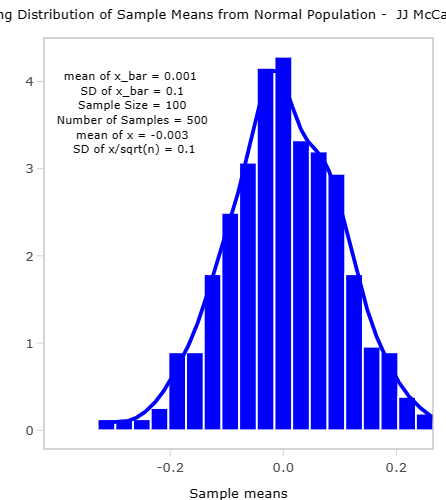 ng Distribution of Sample Means from Normal Population - JJ McCa
mean of x_bar = 0.001
SD of x_bar = 0.1
Sample Size = 100
Number of Samples = 500
mean of x = -0.003
SD of x/sqrt(n) = 0.1
4
3
2
1
0
-0.2 0.0 0.2
Sample means